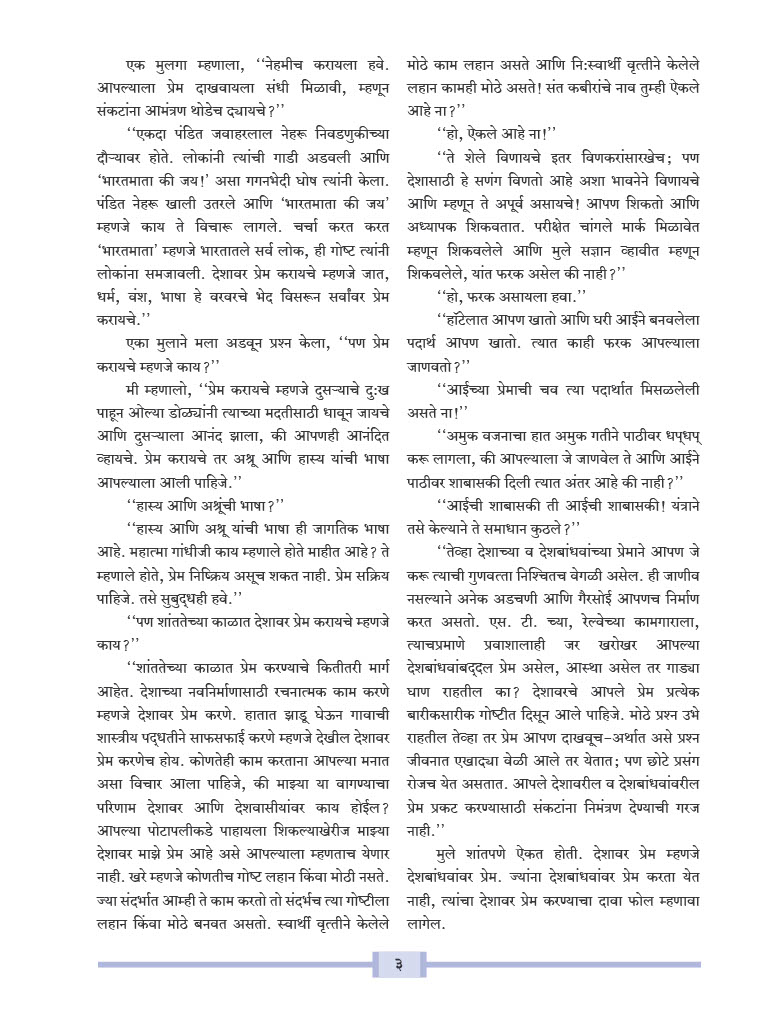 एक मुलगा म्हणाला, ‘‘नेहमीच करायला हवे.
आपल्याला प्रेम दाखवायला संधी मिळावी, म्हणून
संकटांना आमंत्रण थोडेच द्यायचे?’’
‘‘एकदा पंडित जवाहरलाल नेहरू निवडणुकीच्या
दौऱ्यावर होते. लोकांनी त्यांची गाडी अडवली आणि
‘भारतमाता की जय!’ असा गगनभेदी घोष त्यांनी केला.
पंडित नेहरू खाली उतरले आणि ‘भारतमाता की जय’
म्हणजे काय ते विचारू लागले. चर्चा करत करत
‘भारतमाता’ म्हणजे भारतातले सर्व लोक, ही गोष्ट त्यांनी
लोकांना समजावली. देशावर प्रेम करायचे म्हणजे जात,
धर्म, वंश, भाषा हे वरवरचे भेद विसरून सर्वांवर प्रेम
करायचे.’’
एका मुलाने मला अडवून प्रश्न केला, ‘‘पण प्रेम
करायचे म्हणजे काय?’’
मी म्हणालो, ‘‘प्रेम करायचे म्हणजे दुसऱ्याचे दुःख
पाहून ओल्या डोळ्यांनी त्याच्या मदतीसाठी धावून जायचे
आणि दुसऱ्याला आनंद झाला, की आपणही आनंदित
व्हायचे. प्रेम करायचे तर अश्रू आणि हास्य यांची भाषा
आपल्याला आली पाहिजे.’’
‘‘हास्य आणि अश्रूंची भाषा?’’
‘‘हास्य आणि अश्रू यांची भाषा ही जागतिक भाषा
आहे. महात्मा गांधीजी काय म्हणाले होते माहीत आहे? ते
म्हणाले होते, प्रेम निष्क्रिय असूच शकत नाही. प्रेम सक्रिय
पाहिजे. तसे सुबुद्धही हवे.’’
‘‘पण शांततेच्या काळात देशावर प्रेम करायचे म्हणजे
काय?’’
‘‘शांततेच्या काळात प्रेम करण्याचे कितीतरी मार्ग
आहेत. देशाच्या नवनिर्माणासाठी रचनात्मक काम करणे
म्हणजे देशावर प्रेम करणे. हातात झाडू घेऊन गावाची
शास्त्रीय पद्धतीने साफसफाई करणे म्हणजे देखील देशावर
प्रेम करणेच होय. कोणतेही काम करताना आपल्या मनात
असा विचार आला पाहिजे, की माझ्या या वागण्याचा
परिणाम देशावर आणि देशवासीयांवर काय होईल?
आपल्या पोटापलीकडे पाहायला शिकल्याखेरीज माझ्या
देशावर माझे प्रेम आहे असे आपल्याला म्हणताच येणार
नाही. खरे म्हणजे कोणतीच गोष्ट लहान किंवा मोठी नसते.
ज्या संदर्भात आम्ही ते काम करतो तो संदर्भच त्या गोष्टीला
लहान किंवा मोठे बनवत असतो. स्वार्थी वृत्तीने केलेले
मोठे काम लहान असते आणि निःस्वार्थी वृत्तीने केलेले
लहान कामही मोठे असते! संत कबीरांचे नाव तुम्ही ऐकले
आहे ना?’’
‘‘हो, ऐकले आहे ना!’’
‘‘ते शेले विणायचे इतर विणकरांसारखेच; पण
देशासाठी हे सणंग विणतो आहे अशा भावनेने विणायचे
आणि म्हणून ते अपूर्व असायचे! आपण शिकतो आणि
अध्यापक शिकवतात. परीक्षेत चांगले मार्क मिळावेत
म्हणून शिकवलेले आणि मुले सज्ञान व्हावीत म्हणून
शिकवलेले, यांत फरक असेल की नाही?’’
‘‘हो, फरक असायला हवा.’’
‘‘हॉटेलात आपण खातो आणि घरी आईने बनवलेला
पदार्थ आपण खातो. त्यात काही फरक आपल्याला
जाणवतो?’’
‘‘आईच्या प्रेमाची चव त्या पदार्थात मिसळलेली
असते ना!’’
‘‘अमुक वजनाचा हात अमुक गतीने पाठीवर धप्‌धप्‌
करू लागला, की आपल्याला जे जाणवेल ते आणि आईने
पाठीवर शाबासकी दिली त्यात अंतर आहे की नाही?’’
‘‘आईची शाबासकी ती आईची शाबासकी! यंत्राने
तसे केल्याने ते समाधान कुठले?’’
‘‘तेव्हा देशाच्या व देशबांधवांच्या प्रेमाने आपण जे
करू त्याची गुणवत्ता निश्चितच वेगळी असेल. ही जाणीव
नसल्याने अनेक अडचणी आणि गैरसोई आपणच निर्माण
करत असतो. एस. टी. च्या, रेल्वेच्या कामगाराला,
त्याचप्रमाणे प्रवाशालाही जर खरोखर आपल्या
देशबांधवांबद्दल प्रेम असेल, आस्था असेल तर गाड्या
घाण राहतील का? देशावरचे आपले प्रेम प्रत्येक
बारीकसारीक गोष्टीत दिसून आले पाहिजे. मोठे प्रश्न उभे
राहतील तेव्हा तर प्रेम आपण दाखवूच-अर्थात असे प्रश्न
जीवनात एखाद्या वेळी आले तर येतात; पण छोटे प्रसंग
रोजच येत असतात. आपले देशावरील व देशबांधवांवरील
प्रेम प्रकट करण्यासाठी संकटांना निमंत्रण देण्याची गरज
नाही.’’
मुले शांतपणे ऐकत होती. देशावर प्रेम म्हणजे
देशबांधवांवर प्रेम. ज्यांना देशबांधवांवर प्रेम करता येत
नाही, त्यांचा देशावर प्रेम करण्याचा दावा फोल म्हणावा
लागेल.
३